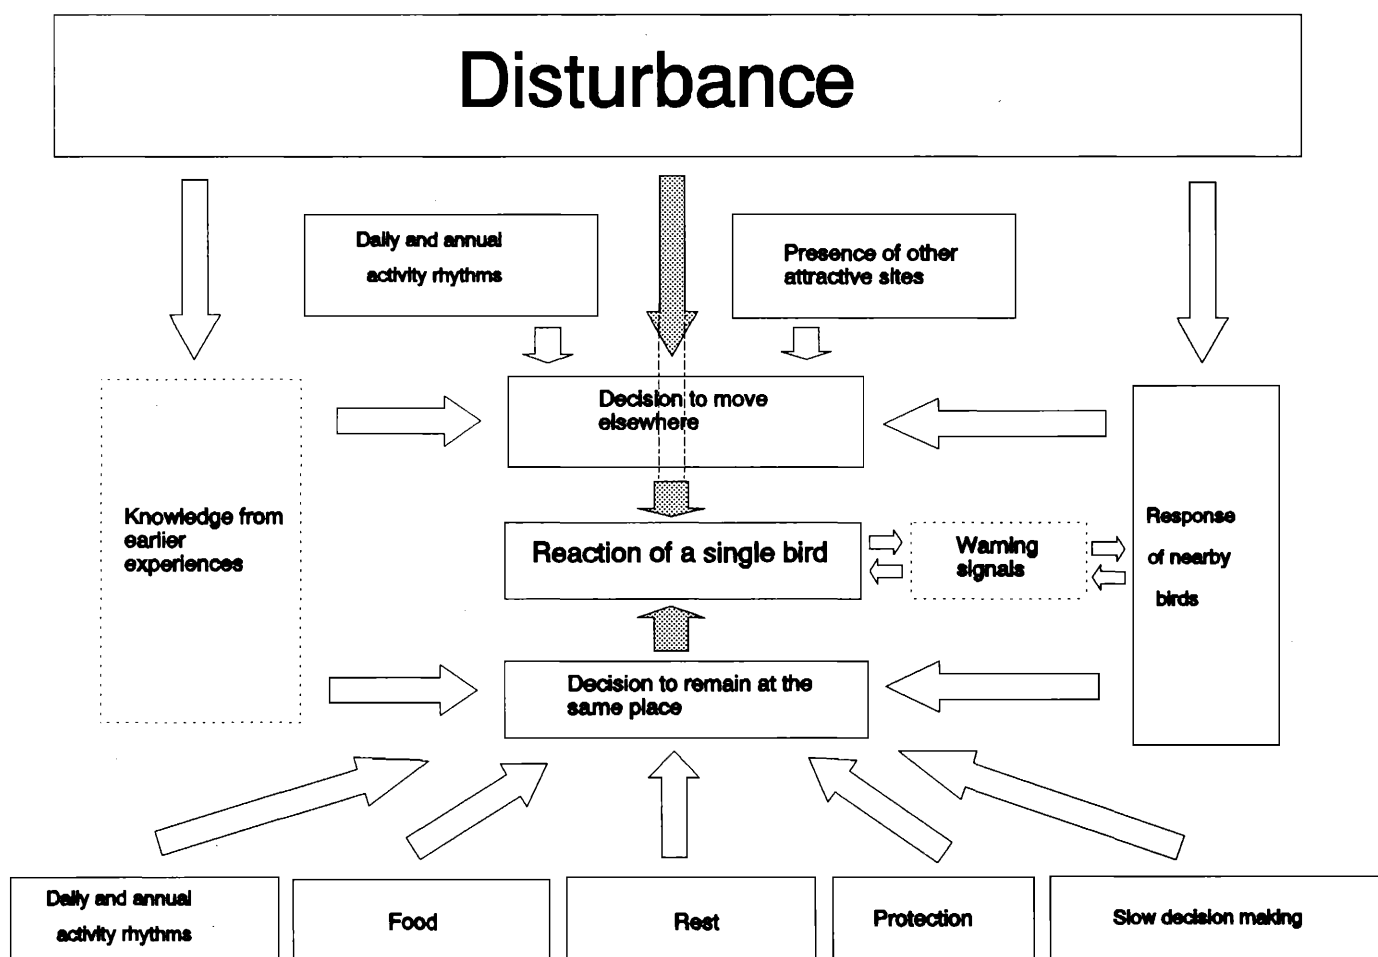 Disturbance
Daily and annual
activity rhythms
Presence of other
attractive sites
Decision to move
elsewhere
Knowledge from
earlier
experiences
Reaction of a single bird
Warning
signals
Response
of nearby
birds
Decision to remain at the
same place
Daily and annual
activity rhythms
Food
Rest
Protection
Slow decision making